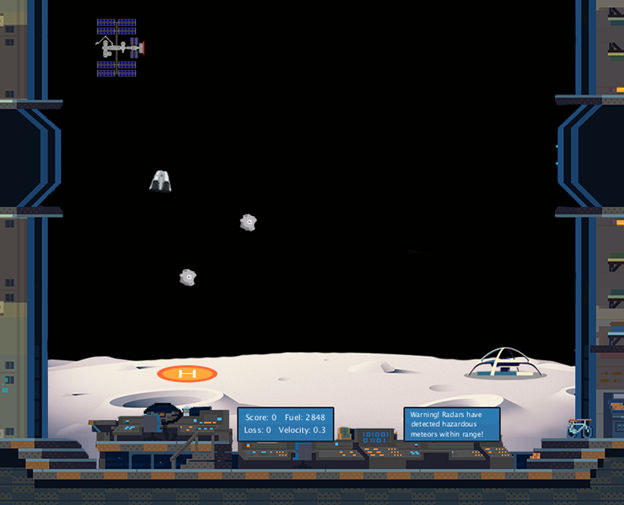 H
Score: 0 Fuel: 2848
Loss: 0 Velocity: 0.3
Warning! Radars have
detected hazardous
meteors within range!